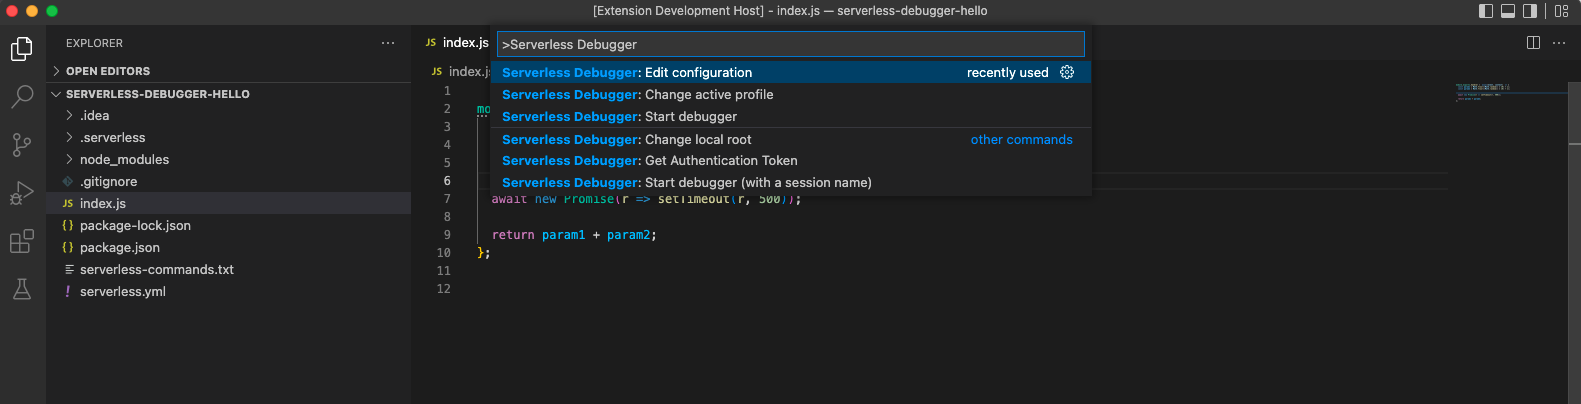 [Extension Development Host] - index.js — serverless-debugger-hello
EXPLORER
OPEN EDITORS
SERVERLESS-DEBUGGER-HELLO
.idea
.serverless
node_modules
.gitignore
JS index.js
{} package-lock.json
{} package.json
serverless-commands.txt
! serverless.yml
JS index.js
JS index.js
>Serverless Debugger
Serverless Debugger: Edit configuration recently used
Serverless Debugger: Change active profile
Serverless Debugger: Start debugger
Serverless Debugger: Change local root other commands
Serverless Debugger: Get Authentication Token
Serverless Debugger: Start debugger (with a session name)
1
2 mo
3
4
5
6
7 await new Promise(r => setTimeout(r, 500));
8
9 return param1 + param2;
10 };
11
12